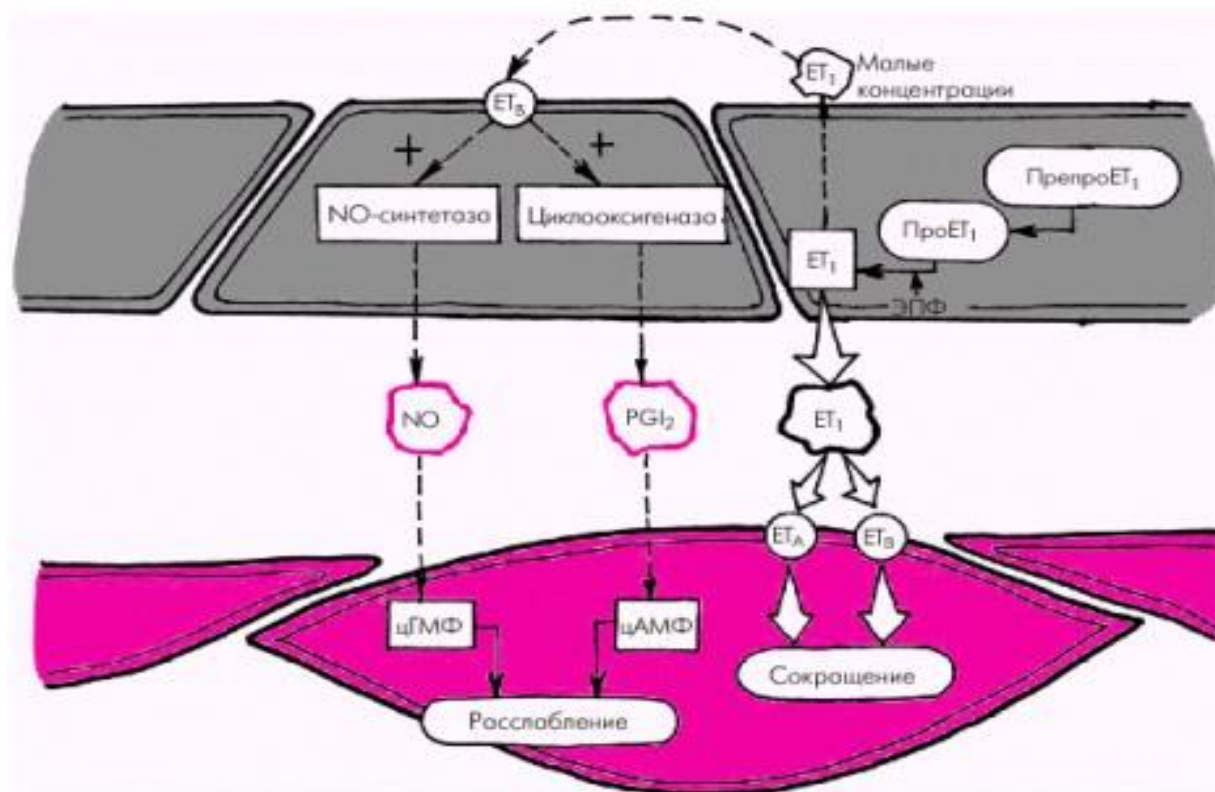 ET₁
Малые
концентрации
ETB
+
+
ПрепроET₁
NO-синтетаза
Циклооксигеназа
ПроET₁
ET₁
ЭПФ
NO
PGI₂
ET₁
ETA
ETB
цГМФ
цАМФ
Сокращение
Расслабление